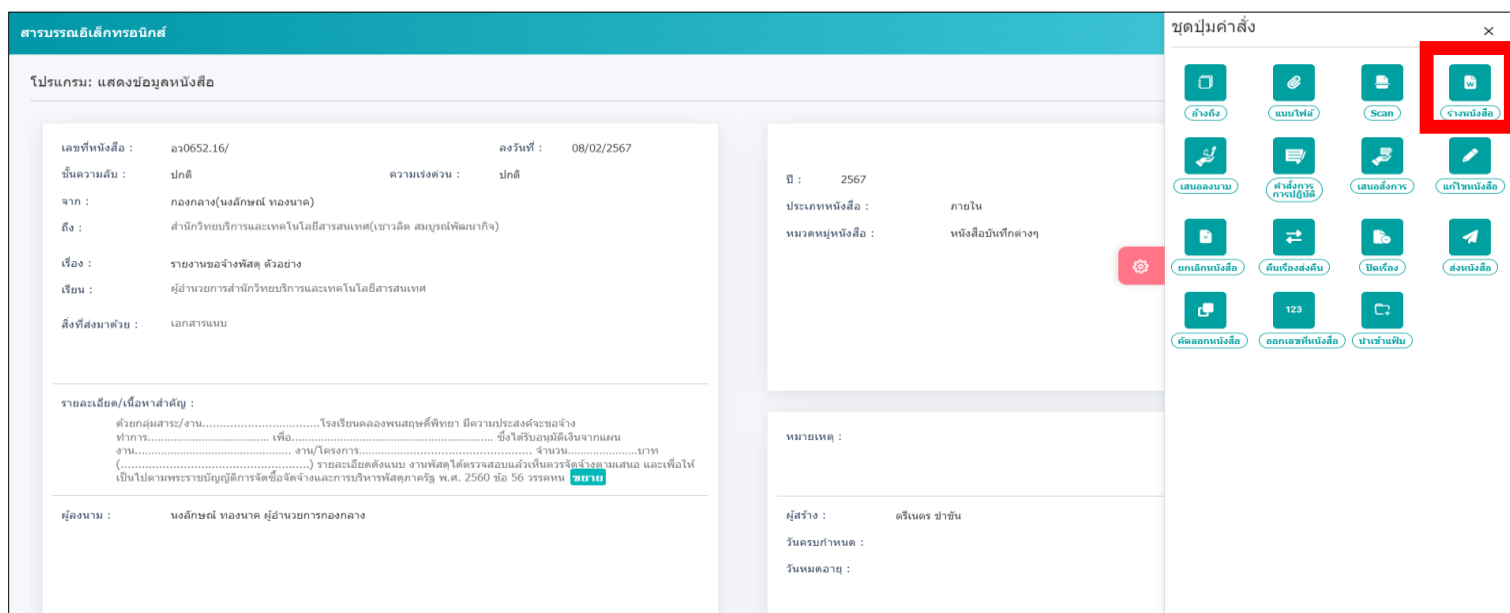 สารบรรณอิเล็กทรอนิกส์
โปรแกรม: แสดงข้อมูลหนังสือ
เลขที่หนังสือ : อว0652.16/ ลงวันที่ : 08/02/2567
ชั้นความลับ : ปกติ ความเร่งด่วน : ปกติ
จาก : กองกลาง(นงลักษณ์ ทองนาค)
ถึง : สำนักวิทยบริการและเทคโนโลยีสารสนเทศ(เชาวลิต สมบูรณ์พัฒนากิจ)
เรื่อง : รายงานขอจ้างพัสดุ ตัวอย่าง
เรียน : ผู้อำนวยการสำนักวิทยบริการและเทคโนโลยีสารสนเทศ
สิ่งที่ส่งมาด้วย : เอกสารแนบ
รายละเอียด/เนื้อหาสำคัญ :
ด้วยกลุ่มสาระ/งาน.................................โรงเรียนคลองพนสฤษดิ์พิทยา มีความประสงค์จะขอจ้าง
ทำการ......................................... เพื่อ.................................................................... ซึ่งได้รับอนุมัติเงินจากแผน
งาน..................................................... งาน/โครงการ.......................................................... จำนวน.......................บาท
(...............................................................) รายละเอียดดังแนบ งานพัสดุได้ตรวจสอบแล้วเห็นควรจัดจ้างตามเสนอ และเพื่อให้
เป็นไปตามพระราชบัญญัติการจัดซื้อจัดจ้างและการบริหารพัสดุภาครัฐ พ.ศ. 2560 ข้อ 56 วรรคหน ขยาย
ผู้ลงนาม : นงลักษณ์ ทองนาค ผู้อำนวยการกองกลาง
ปี : 2567
ประเภทหนังสือ : ภายใน
หมวดหมู่หนังสือ : หนังสือบันทึกต่างๆ
หมายเหตุ :
ผู้สร้าง : ตรีเนตร ขำขัน
วันครบกำหนด :
วันหมดอายุ :
ชุดปุ่มคำสั่ง ×
อ้างถึง แนบไฟล์ Scan ร่างหนังสือ
เสนอลงนาม คำสั่งการ เสนอสั่งการ แก้ไขหนังสือ
การปฏิบัติ
ยกเลิกหนังสือ คืนเรื่องส่งคืน ปิดเรื่อง ส่งหนังสือ
123
คัดลอกหนังสือ ออกเลขที่หนังสือ นำเข้าแฟ้ม